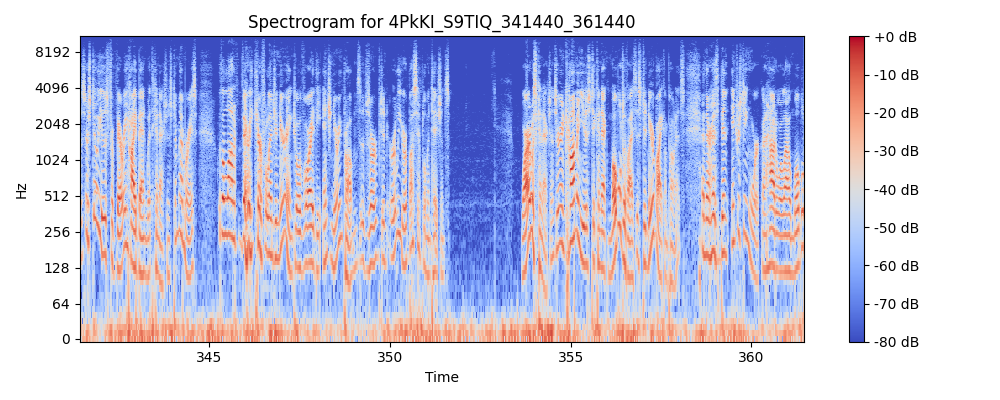 Spectrogram for 4PkKI_S9TIQ_341440_361440
8192
4096
2048
1024
512
256
128
64
0
Hz
345
350
355
360
Time
+0 dB
-10 dB
-20 dB
-30 dB
-40 dB
-50 dB
-60 dB
-70 dB
-80 dB